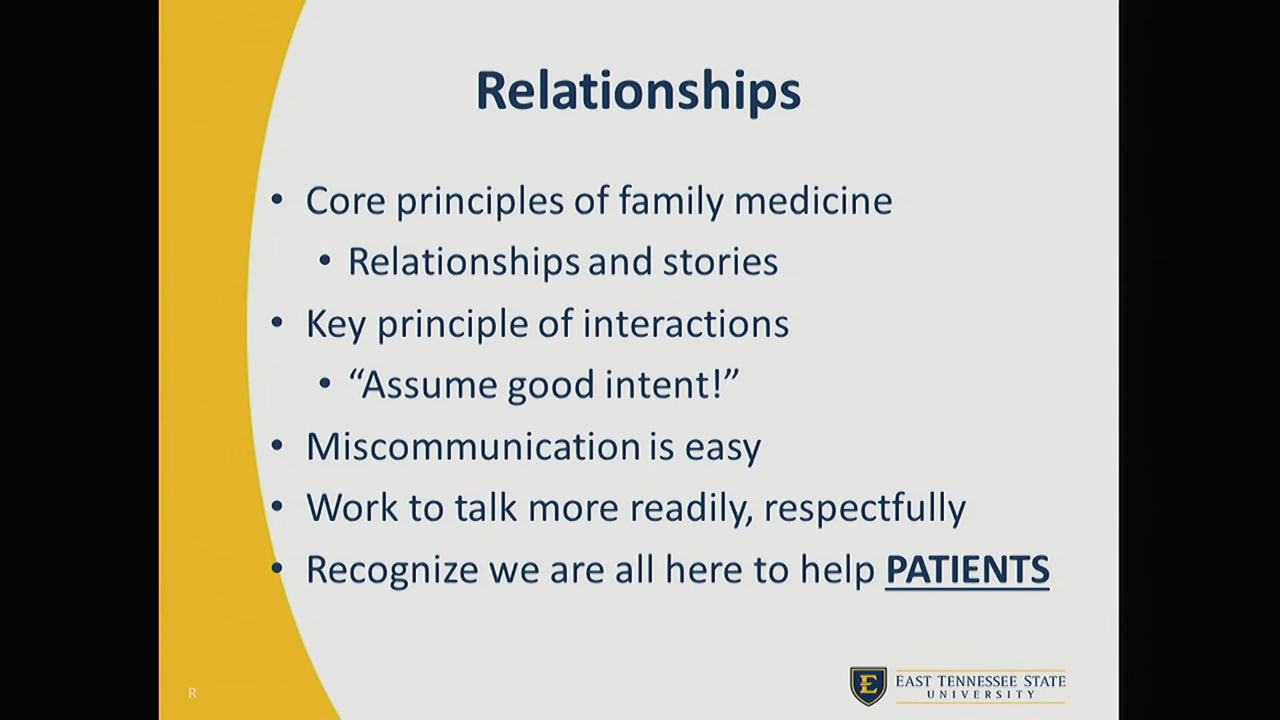 Relationships
• Core principles of family medicine
• Relationships and stories
• Key principle of interactions
• “Assume good intent!”
• Miscommunication is easy
• Work to talk more readily, respectfully
• Recognize we are all here to help PATIENTS
R
E
EAST TENNESSEE STATE
UNIVERSITY